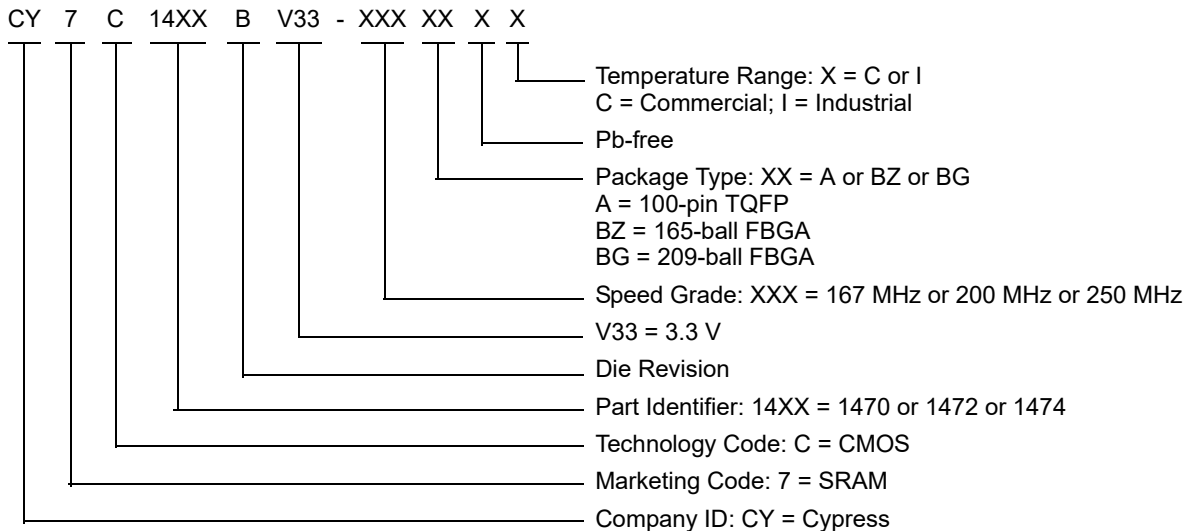 CY 7 C 14XX B V33 - XXX XX X X
Temperature Range: X = C or I
C = Commercial; I = Industrial
Pb-free
Package Type: XX = A or BZ or BG
A = 100-pin TQFP
BZ = 165-ball FBGA
BG = 209-ball FBGA
Speed Grade: XXX = 167 MHz or 200 MHz or 250 MHz
V33 = 3.3 V
Die Revision
Part Identifier: 14XX = 1470 or 1472 or 1474
Technology Code: C = CMOS
Marketing Code: 7 = SRAM
Company ID: CY = Cypress